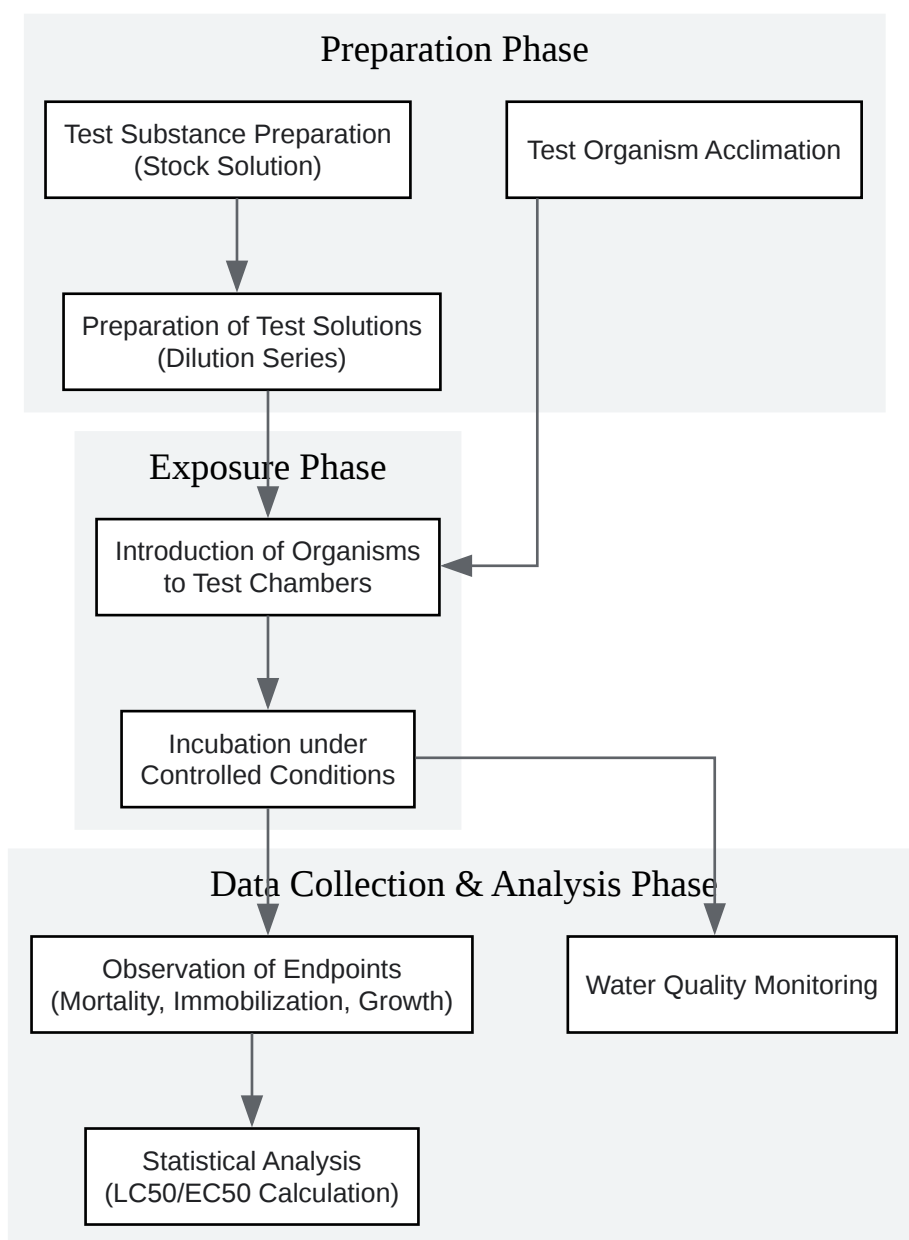 Preparation Phase
Test Substance Preparation
(Stock Solution)
Test Organism Acclimation
Preparation of Test Solutions
(Dilution Series)
Exposure Phase
Introduction of Organisms
to Test Chambers
Incubation under
Controlled Conditions
Data Collection & Analysis Phase
Observation of Endpoints
(Mortality, Immobilization, Growth)
Water Quality Monitoring
Statistical Analysis
(LC50/EC50 Calculation)